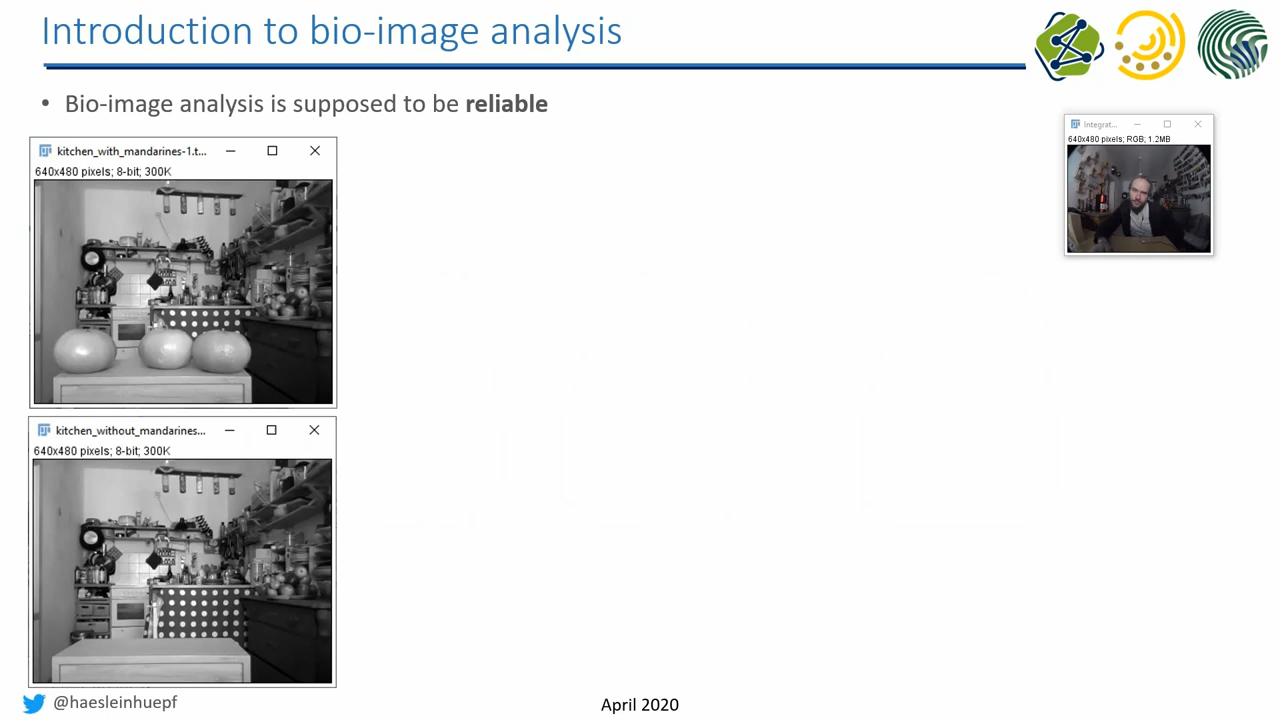 Introduction to bio-image analysis
• Bio-image analysis is supposed to be reliable
kitchen_with_mandarines-1.t...
640x480 pixels; 8-bit; 300K
Integrat...
640x480 pixels; RGB; 1.2MB
kitchen_without_mandarines...
640x480 pixels; 8-bit; 300K
@haesleinhuepf
April 2020